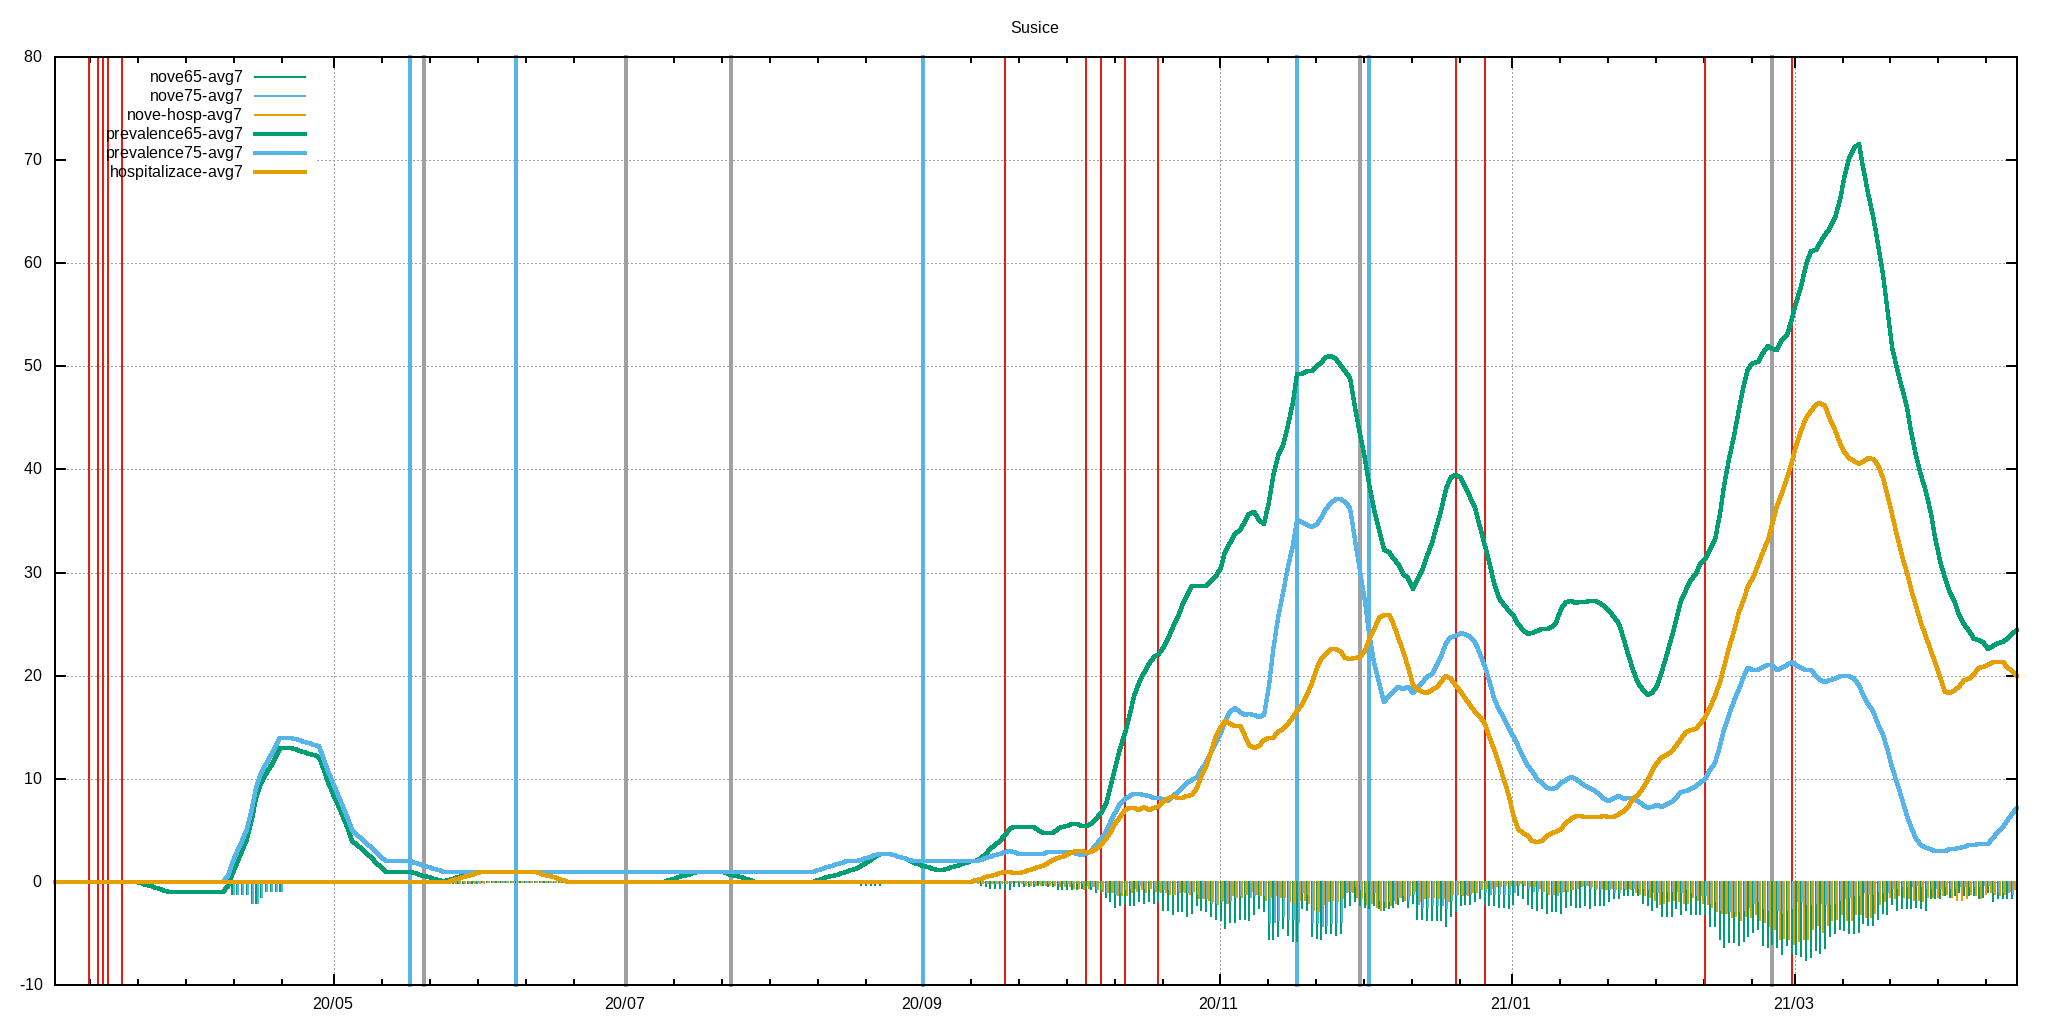 Susice
80
70
60
50
40
30
20
10
0
-10
nove65-avg7
nove75-avg7
nove-hosp-avg7
prevalence65-avg7
prevalence75-avg7
hospitalizace-avg7
20/05 20/07 20/09 20/11 21/01 21/03